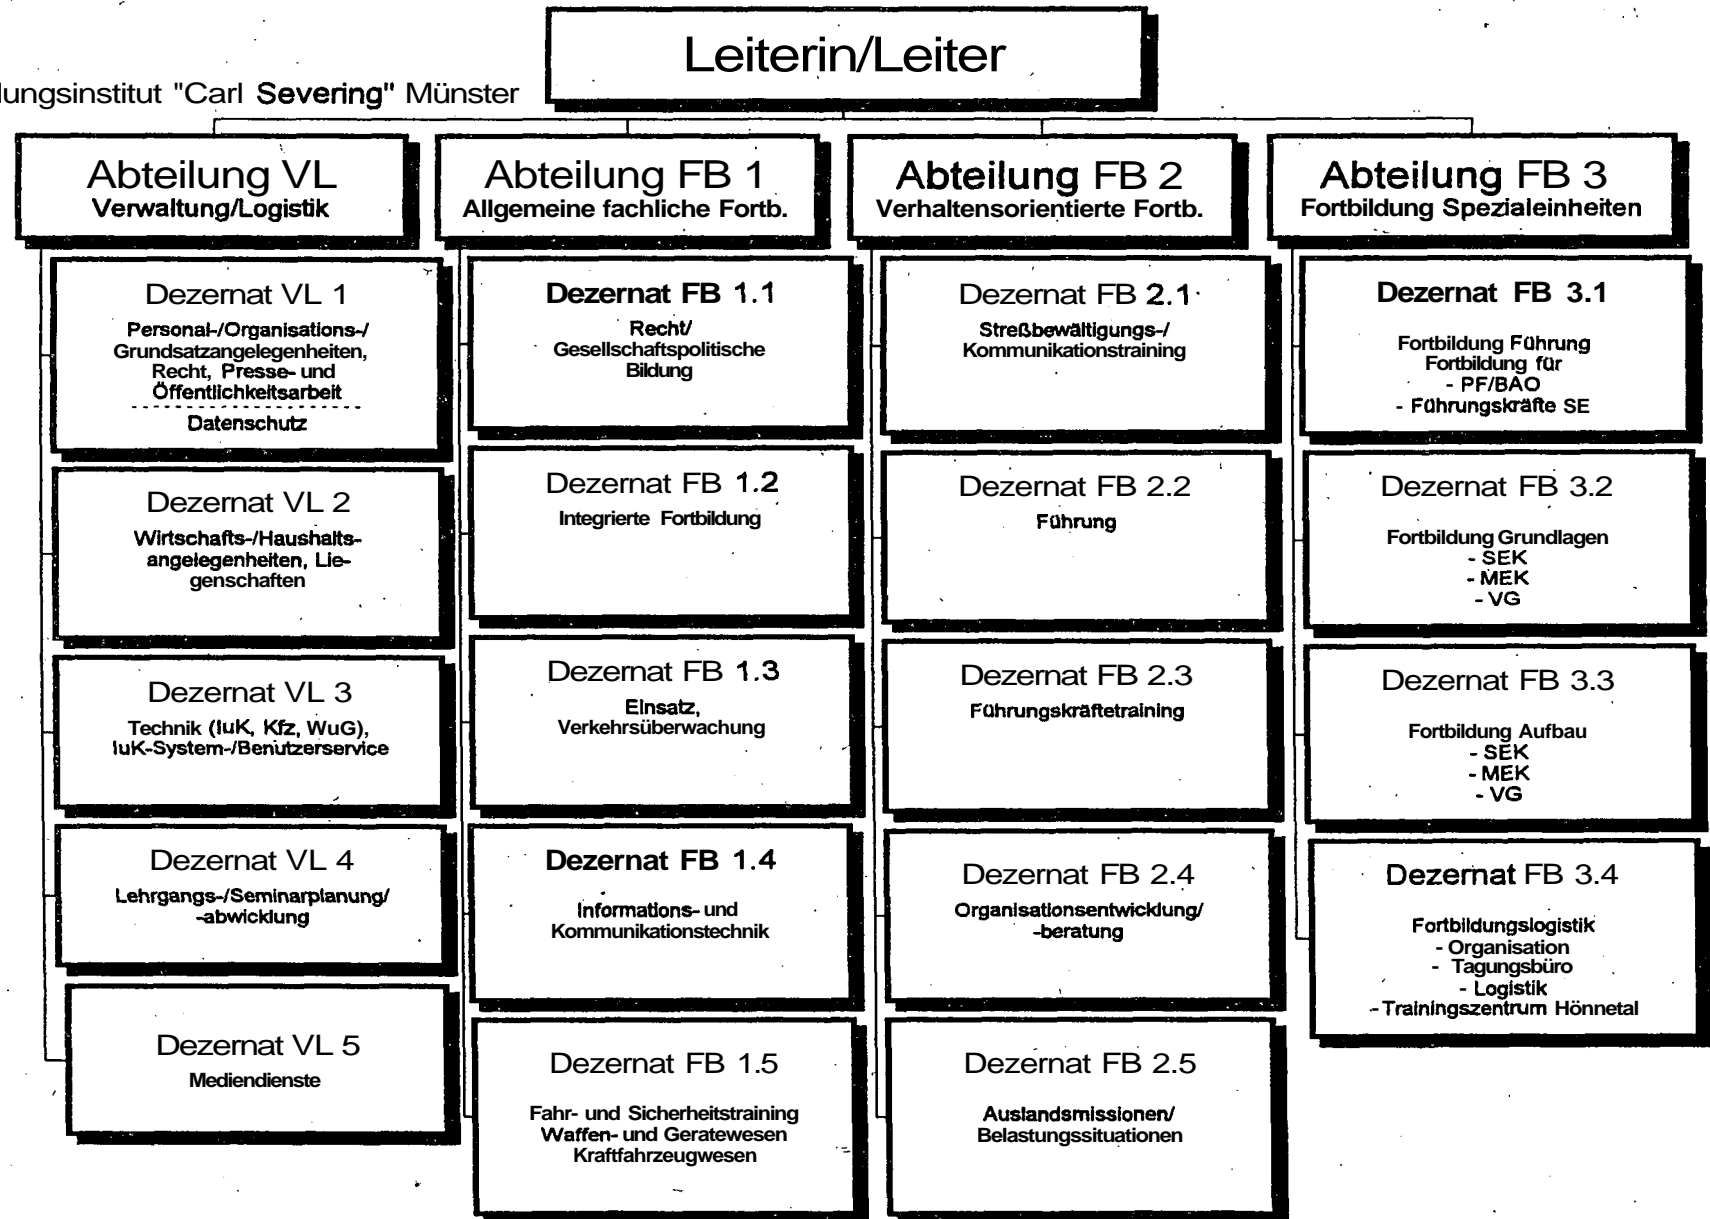 Leiterin/Leiter
lungsinstitut "Carl Severing" Münster
Abteilung VL
Verwaltung/Logistik
Dezernat VL 1
Personal-/Organisations-/
Grundsatzangelegenheiten,
Recht, Presse- und
Öffentlichkeitsarbeit
Datenschutz
Dezernat VL 2
Wirtschafts-/Haushalts-
angelegenheiten, Lie-
genschaften
Dezernat VL 3
Technik (IuK, Kfz, WuG),
IuK-System-/Benutzerservice
Dezernat VL 4
Lehrgangs-/Seminarplanung/
-abwicklung
Dezernat VL 5
Mediendienste
Abteilung FB 1
Allgemeine fachliche Fortb.
Dezernat FB 1.1
Recht/
Gesellschaftspolitische
Bildung
Dezernat FB 1.2
Integrierte Fortbildung
Dezernat FB 1.3
Einsatz,
Verkehrsüberwachung
Dezernat FB 1.4
Informations- und
Kommunikationstechnik
Dezernat FB 1.5
Fahr- und Sicherheitstraining
Waffen- und Geratewesen
Kraftfahrzeugwesen
Abteilung FB 2
Verhaltensorientierte Fortb.
Dezernat FB 2.1
Streßbewältigungs-/
Kommunikationstraining
Dezernat FB 2.2
Führung
Dezernat FB 2.3
Führungskräftetraining
Dezernat FB 2.4
Organisationsentwicklung/
-beratung
Dezernat FB 2.5
Auslandsmissionen/
Belastungssituationen
Abteilung FB 3
Fortbildung Spezialeinheiten
Dezernat FB 3.1
Fortbildung Führung
Fortbildung für
- PF/BAO
- Führungskräfte SE
Dezernat FB 3.2
Fortbildung Grundlagen
- SEK
- MEK
- VG
Dezernat FB 3.3
Fortbildung Aufbau
- SEK
- MEK
- VG
Dezernat FB 3.4
Fortbildungslogistik
- Organisation
- Tagungsbüro
- Logistik
- Trainingszentrum Hönnetal